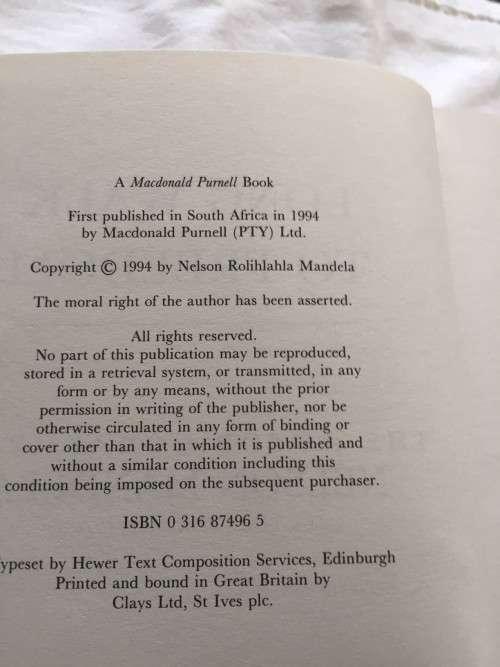 A Macdonald Purnell Book
First published in South Africa in 1994
by Macdonald Purnell (PTY) Ltd.
Copyright © 1994 by Nelson Rolihlahla Mandela
The moral right of the author has been asserted.
All rights reserved.
No part of this publication may be reproduced,
stored in a retrieval system, or transmitted, in any
form or by any means, without the prior
permission in writing of the publisher, nor be
otherwise circulated in any form of binding or
cover other than that in which it is published and
without a similar condition including this
condition being imposed on the subsequent purchaser.
ISBN 0 316 87496 5
ypeset by Hewer Text Composition Services, Edinburgh
Printed and bound in Great Britain by
Clays Ltd, St Ives plc.